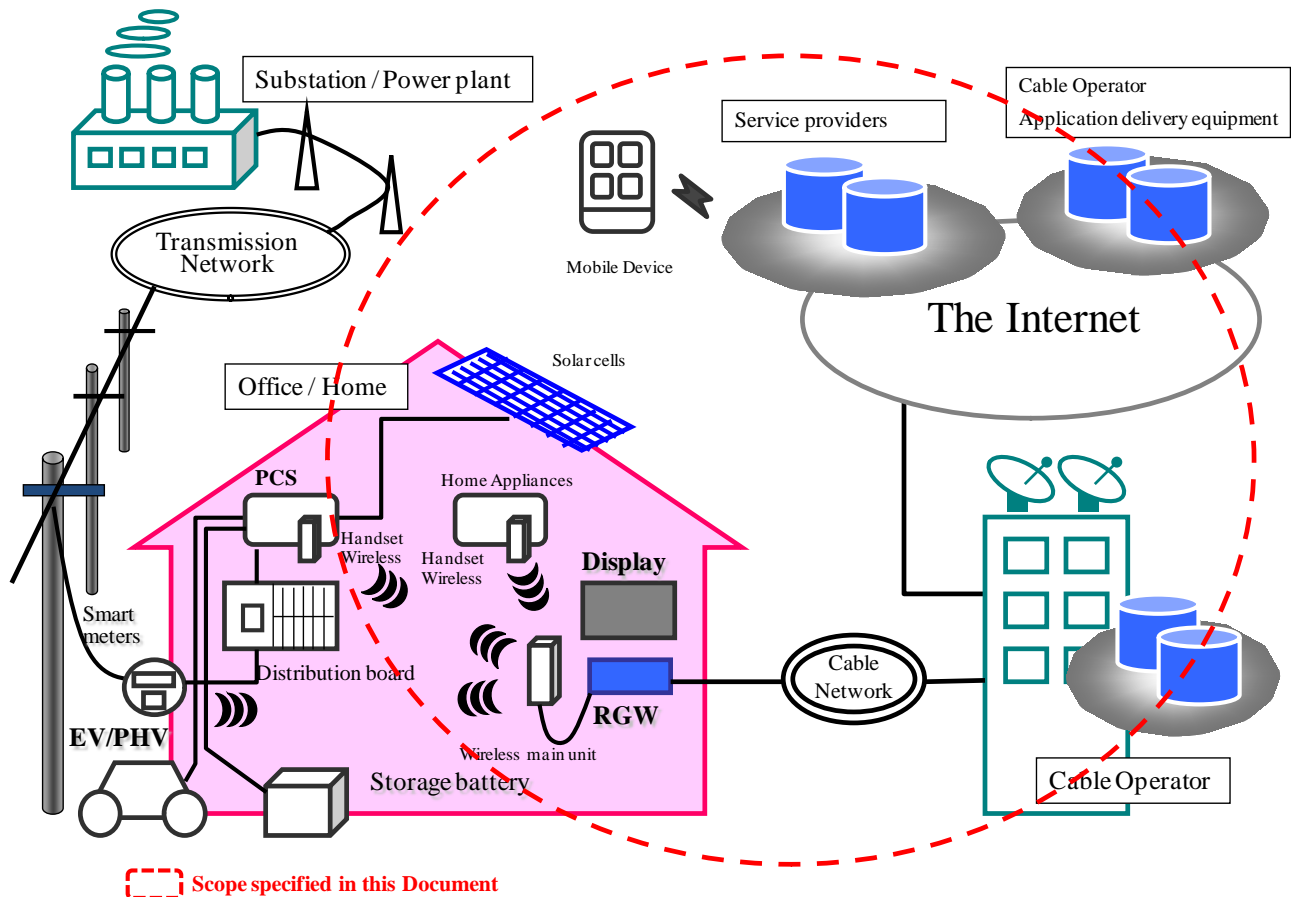 Substation / Power plant
Cable Operator
Application delivery equipment
Service providers
Mobile Device
Transmission
Network
The Internet
Solar cells
Office / Home
PCS
Home Appliances
Handset
Wireless
Handset
Wireless
Display
Smart
meters
Distribution board
Cable
Network
RGW
EV/PHV
Wireless main unit
Storage battery
Cable Operator
Scope specified in this Document